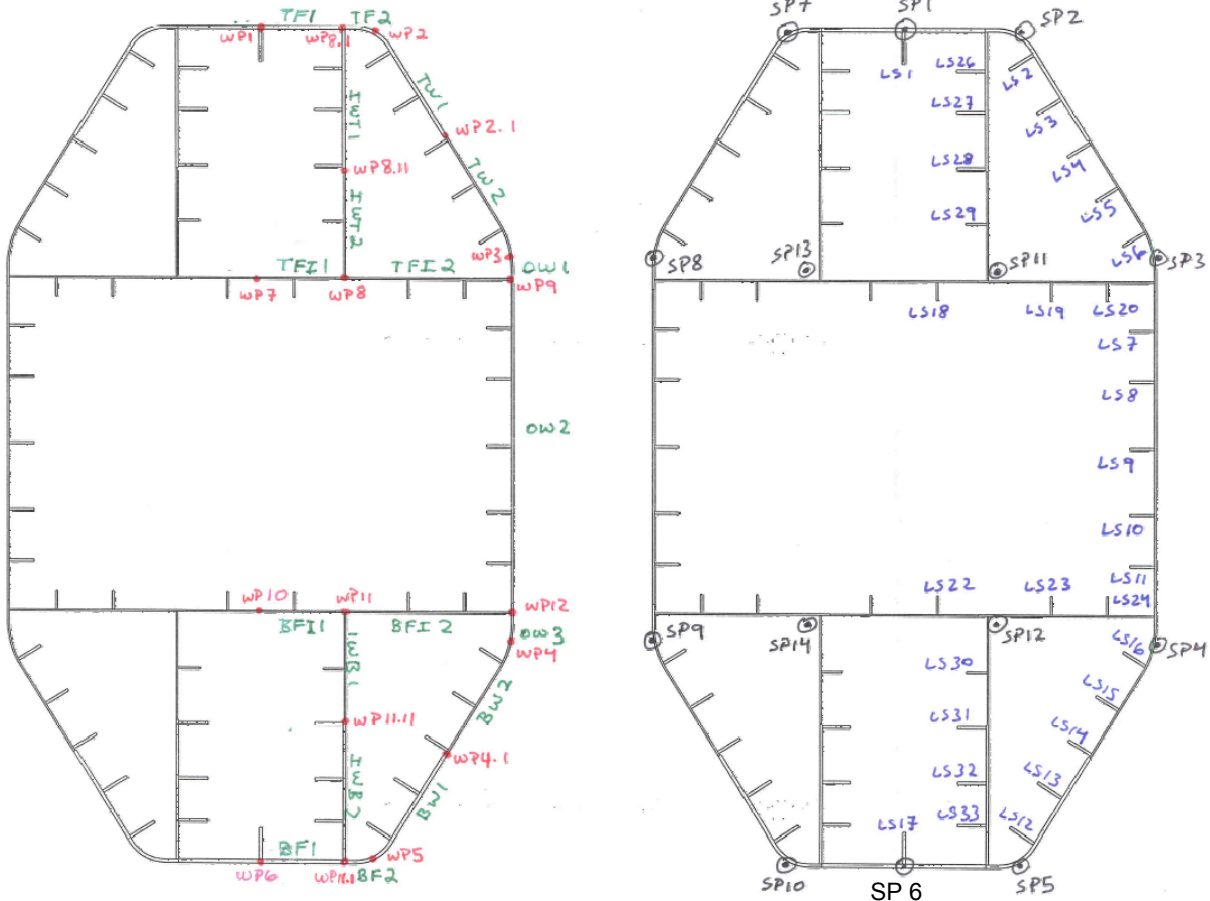 TF1 TF2
WP1 WP8.1 WP2
TW1
IWT1
WP2.1
WP8.11
TW2
IWT2
WP3
TFI1 TFI2 OW1
WP7 WP8 WP9
OW2
WP10 WP11 WP12
BFI1 BFI2 OW3
WP4
IWB1
BW2
WP11.11
WP4.1
IWB2
BW1
BF1 WP5
WP6 WP11.1 BF2
SP7 SP1 SP2
LS1 LS26 LS2
LS27 LS3
LS28 LS4
LS29 LS5
LS6
SP8 SP13 SP11 SP3
LS18 LS19 LS20
LS7
LS8
LS9
LS10
LS22 LS23 LS11
LS24
SP9 SP14 SP12 LS16 SP4
LS30 LS15
LS31 LS14
LS32 LS13
LS17 LS33 LS12
SP10 SP 6 SP5